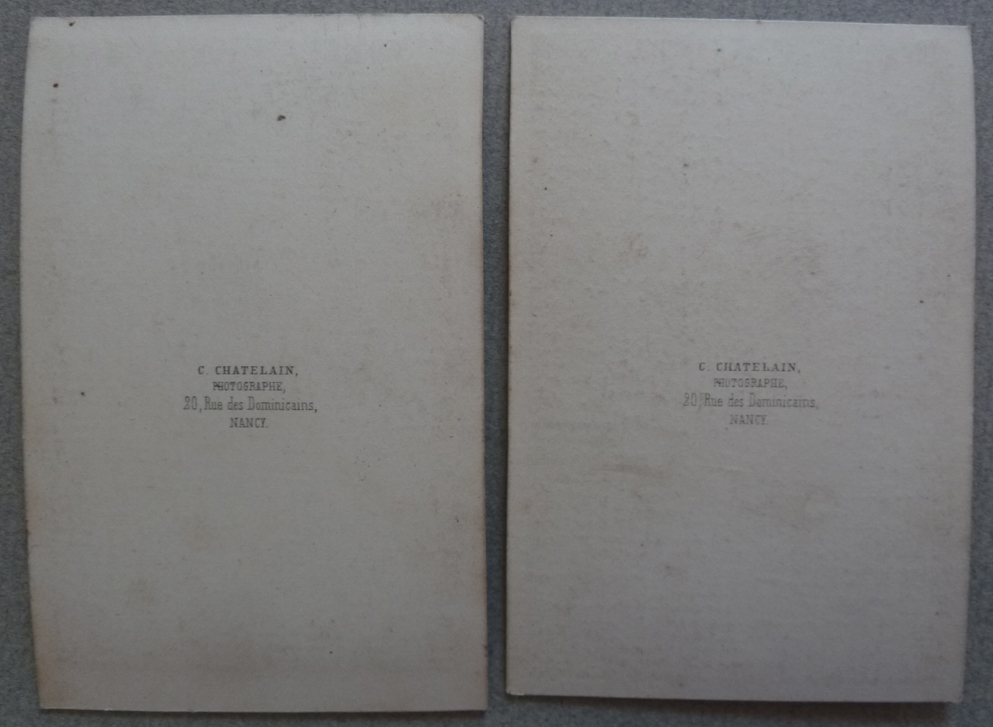 C. CHATELAIN,
PHOTOGRAPHE,
20, Rue des Dominicains,
NANCY.
C. CHATELAIN,
PHOTOGRAPHE,
20, Rue des Dominicains,
NANCY.